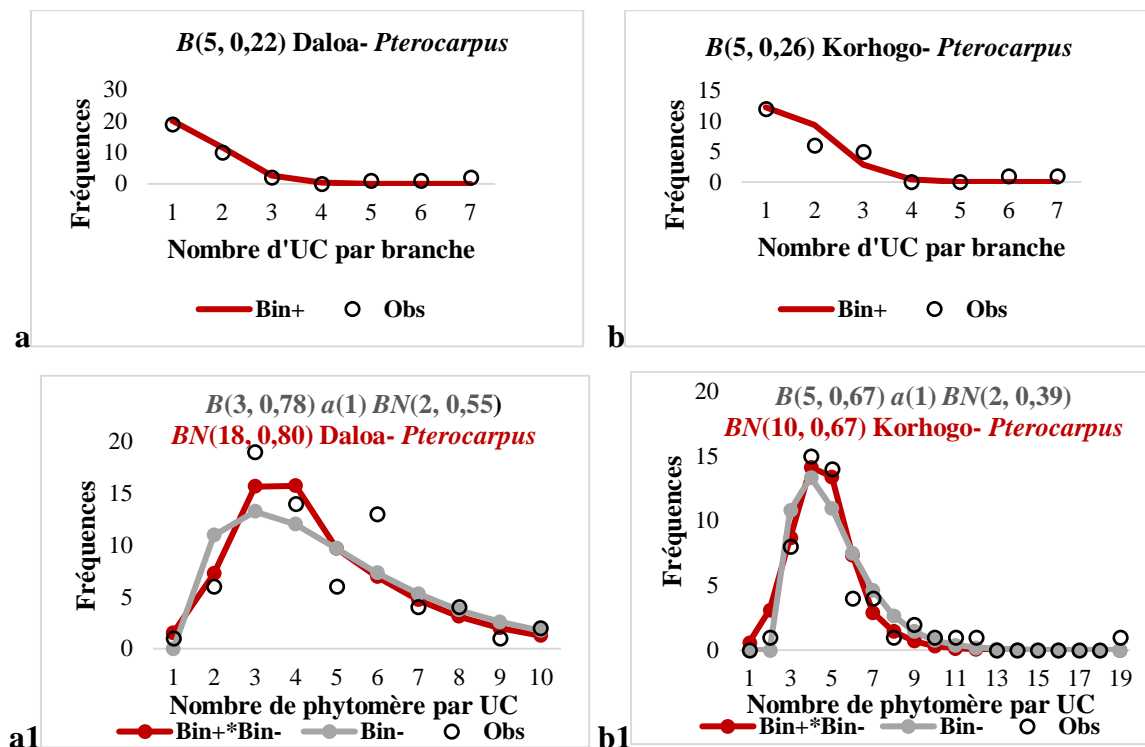 B(5, 0,22) Daloa- Pterocarpus
30
20
10
0
Fréquences
1 2 3 4 5 6 7
Nombre d'UC par branche
Bin+ Obs
a
B(5, 0,26) Korhogo- Pterocarpus
15
10
5
0
Fréquences
1 2 3 4 5 6 7
Nombre d'UC par branche
Bin+ Obs
b
B(3, 0,78) a(1) BN(2, 0,55)
BN(18, 0,80) Daloa- Pterocarpus
20
15
10
5
0
Fréquences
1 2 3 4 5 6 7 8 9 10
Nombre de phytomère par UC
Bin+*Bin- Bin- Obs
a1
B(5, 0,67) a(1) BN(2, 0,39)
BN(10, 0,67) Korhogo- Pterocarpus
20
15
10
5
0
Fréquences
1 3 5 7 9 11 13 15 17 19
Nombre de phytomère par UC
Bin+*Bin- Bin- Obs
b1